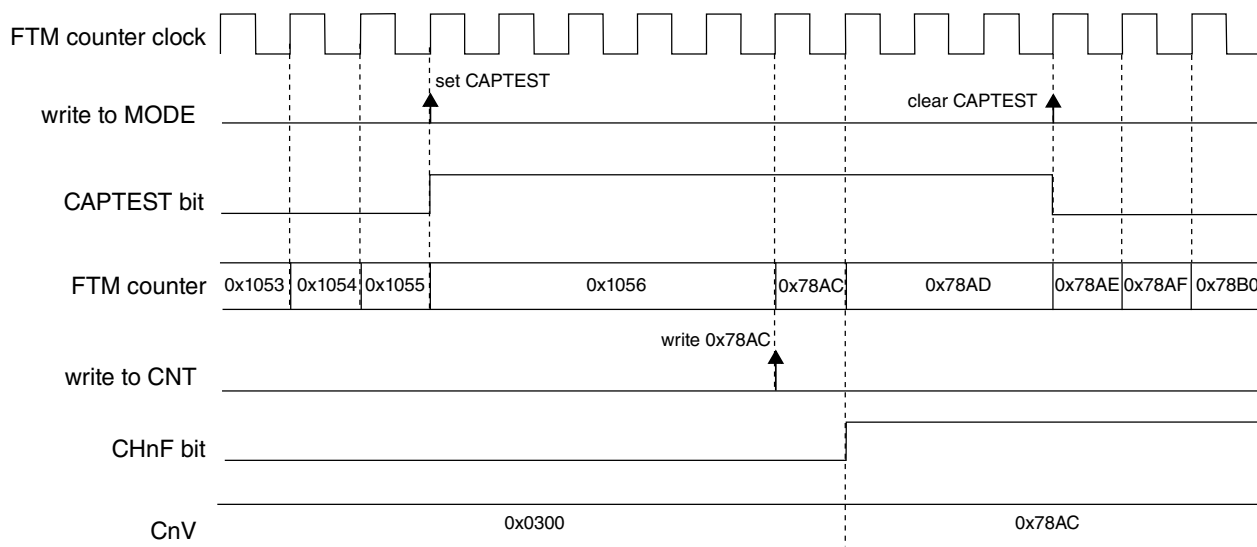 FTM counter clock
set CAPTEST
write to MODE
clear CAPTEST
CAPTEST bit
FTM counter 0x1053 0x1054 0x1055 0x1056 0x78AC 0x78AD 0x78AE 0x78AF 0x78B0
write 0x78AC
write to CNT
CHnF bit
CnV 0x0300 0x78AC